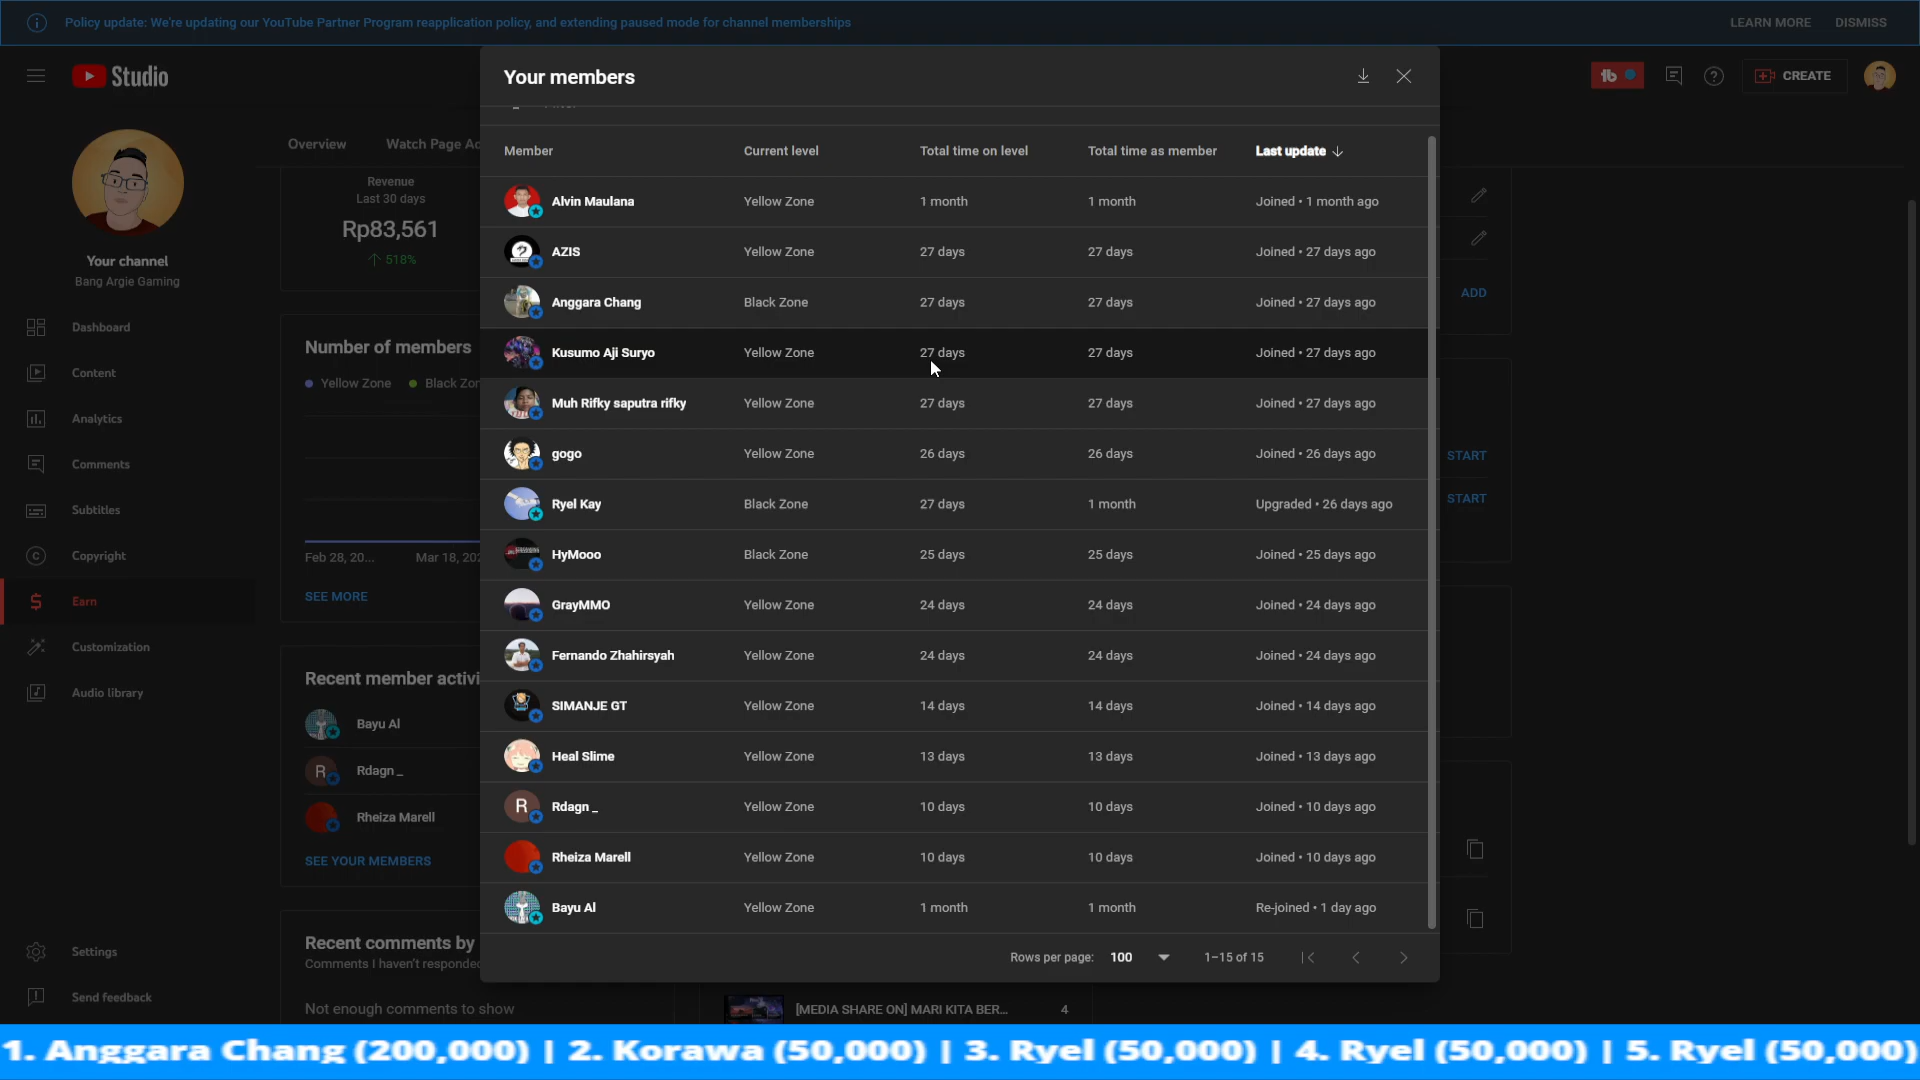 Policy update: We're updating our YouTube Partner Program reapplication policy, and extending paused mode for channel memberships
LEARN MORE
DISMISS
Studio
CREATE
Your channel
Bang Argie Gaming
Dashboard
Content
Analytics
Comments
Subtitles
Copyright
Earn
Customization
Audio library
Settings
Send feedback
Overview
Watch Page
Revenue
Last 30 days
Rp83,561
518%
Number of members
Yellow Zone
Feb 28, 20...
SEE MORE
Recent member
Bayu Al
Rdagn _
Rheiza Marell
SEE YOUR MEMBERS
Recent comments by
Comments I haven't
Not enough comments to show
Your members
Member Current level Total time on level Total time as member Last update
Alvin Maulana Yellow Zone 1 month 1 month Joined • 1 month ago
AZIS Yellow Zone 27 days 27 days Joined • 27 days ago
Anggara Chang Black Zone 27 days 27 days Joined • 27 days ago
Kusumo Aji Suryo Yellow Zone 27 days 27 days Joined • 27 days ago
Muh Rifky saputra rifky Yellow Zone 27 days 27 days Joined • 27 days ago
gogo Yellow Zone 26 days 26 days Joined • 26 days ago
Ryel Kay Black Zone 27 days 1 month Upgraded • 26 days ago
HyMooo Black Zone 25 days 25 days Joined • 25 days ago
GrayMMO Yellow Zone 24 days 24 days Joined • 24 days ago
Fernando Zhahirsyah Yellow Zone 24 days 24 days Joined • 24 days ago
SIMANJE GT Yellow Zone 14 days 14 days Joined • 14 days ago
Heal Slime Yellow Zone 13 days 13 days Joined • 13 days ago
R Rdagn _ Yellow Zone 10 days 10 days Joined • 10 days ago
Rheiza Marell Yellow Zone 10 days 10 days Joined • 10 days ago
Bayu Al Yellow Zone 1 month 1 month Re-joined • 1 day ago
Rows per page: 100 1–15 of 15
ADD
START
START
[MEDIA SHARE ON] MARI KITA BER... 4
1. Anggara Chang (200,000) | 2. Korawa (50,000) | 3. Ryel (50,000) | 4. Ryel (50,000) | 5. Ryel (50,000)